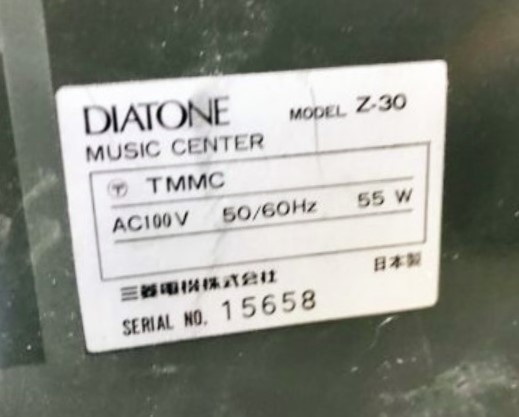 DIATONE MODEL Z-30
MUSIC CENTER
〒 TMMC
AC100V 50/60Hz 55 W
三菱電機株式会社 日本製
SERIAL NO. 15658